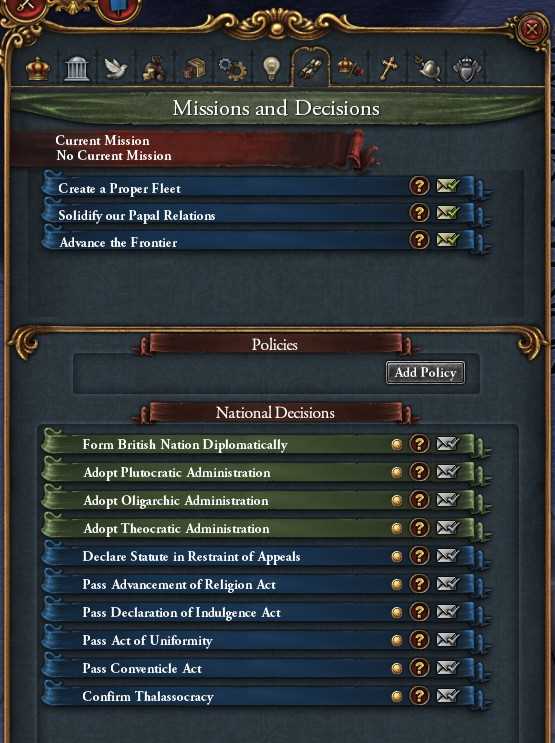 Missions and Decisions
Current Mission
No Current Mission
Create a Proper Fleet
Solidify our Papal Relations
Advance the Frontier
Policies
Add Policy
National Decisions
Form British Nation Diplomatically
Adopt Plutocratic Administration
Adopt Oligarchic Administration
Adopt Theocratic Administration
Declare Statute in Restraint of Appeals
Pass Advancement of Religion Act
Pass Declaration of Indulgence Act
Pass Act of Uniformity
Pass Conventicle Act
Confirm Thalassocracy